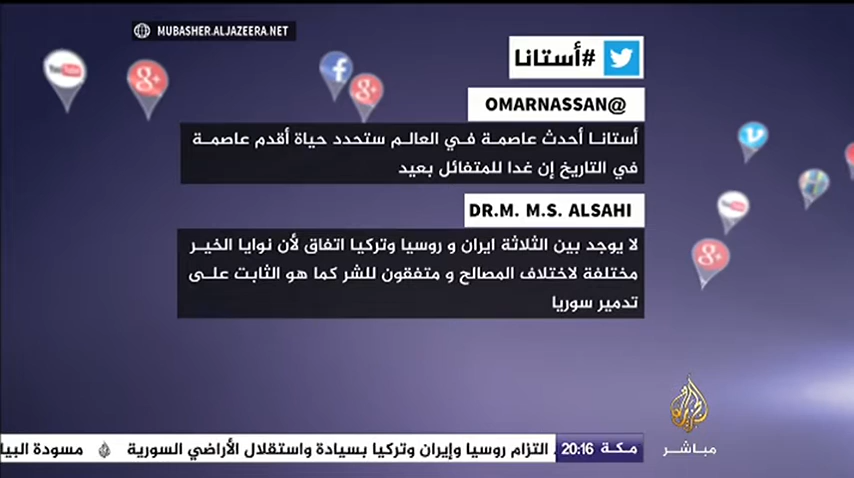 MUBASHER.ALJAZEERA.NET
#أستانا
OMARNASSAN@
أستانا أحدث عاصمة في العالم ستحدد حياة أقدم عاصمة
في التاريخ إن غدا للمتفائل بعيد
DR.M. M.S. ALSAHI
لا يوجد بين الثلاثة ايران و روسيا وتركيا اتفاق لأن نوايا الخير
مختلفة لاختلاف المصالح و متفقون للشر كما هو الثابت على
تدمير سوريا
الجزيرة
مباشر
مكة 20:16 التزام روسيا وإيران وتركيا بسيادة واستقلال الأراضي السورية مسودة